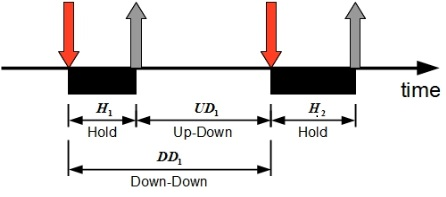 time
H1 UD1 H2
Hold Up-Down Hold
DD1
Down-Down